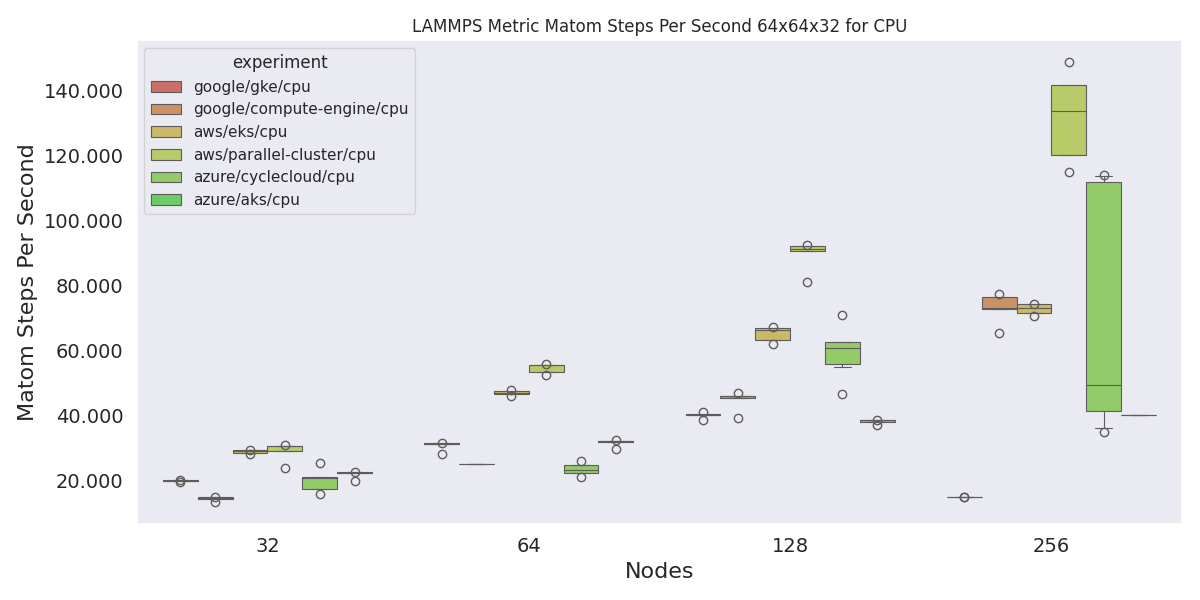 LAMMPS Metric Matom Steps Per Second 64x64x32 for CPU
experiment
google/gke/cpu
google/compute-engine/cpu
aws/eks/cpu
aws/parallel-cluster/cpu
azure/cyclecloud/cpu
azure/aks/cpu
Matom Steps Per Second
140.000
120.000
100.000
80.000
60.000
40.000
20.000
32
64
128
256
Nodes